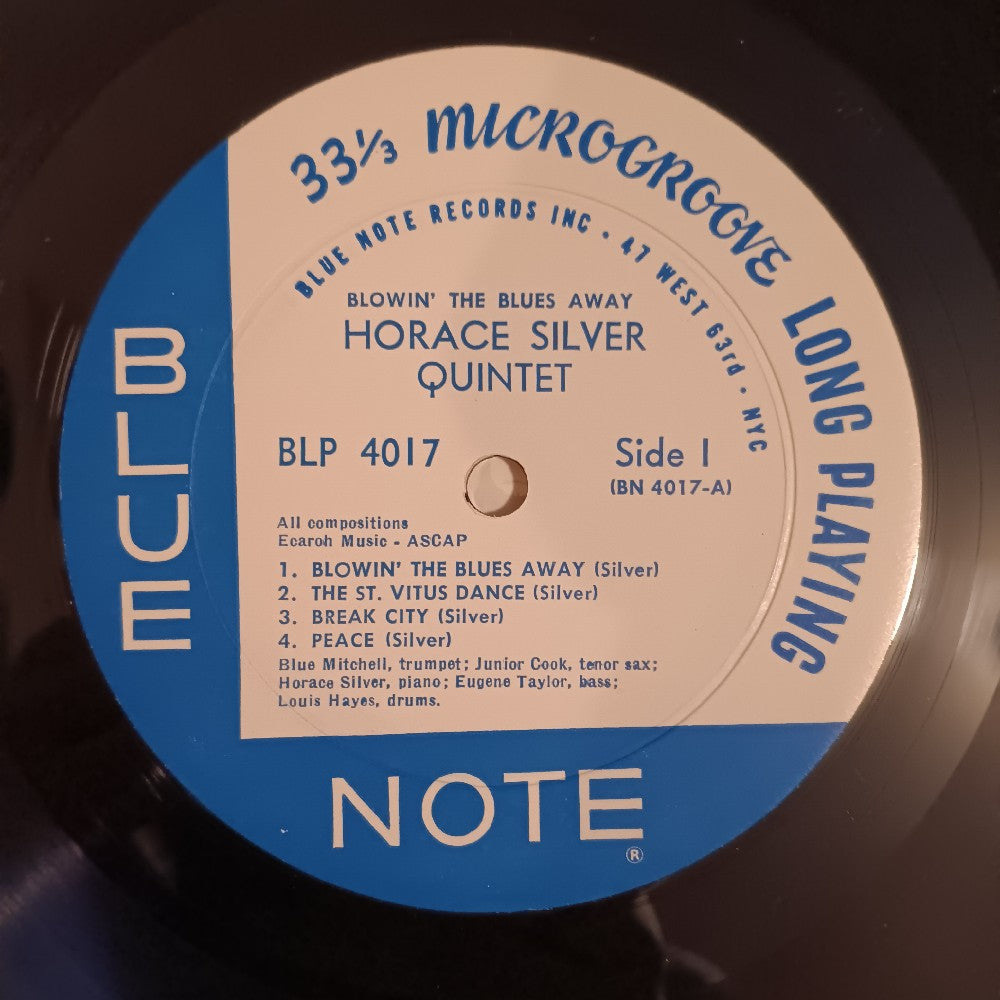 33⅓ MICROGROOVE LONG PLAYING
BLUE NOTE RECORDS INC • 47 WEST 63rd • NYC
BLOWIN' THE BLUES AWAY
HORACE SILVER
QUINTET
BLP 4017
Side 1
(BN 4017-A)
All compositions
Ecaroh Music - ASCAP
1. BLOWIN' THE BLUES AWAY (Silver)
2. THE ST. VITUS DANCE (Silver)
3. BREAK CITY (Silver)
4. PEACE (Silver)
Blue Mitchell, trumpet; Junior Cook, tenor sax;
Horace Silver, piano; Eugene Taylor, bass;
Louis Hayes, drums.
BLUE
NOTE
®